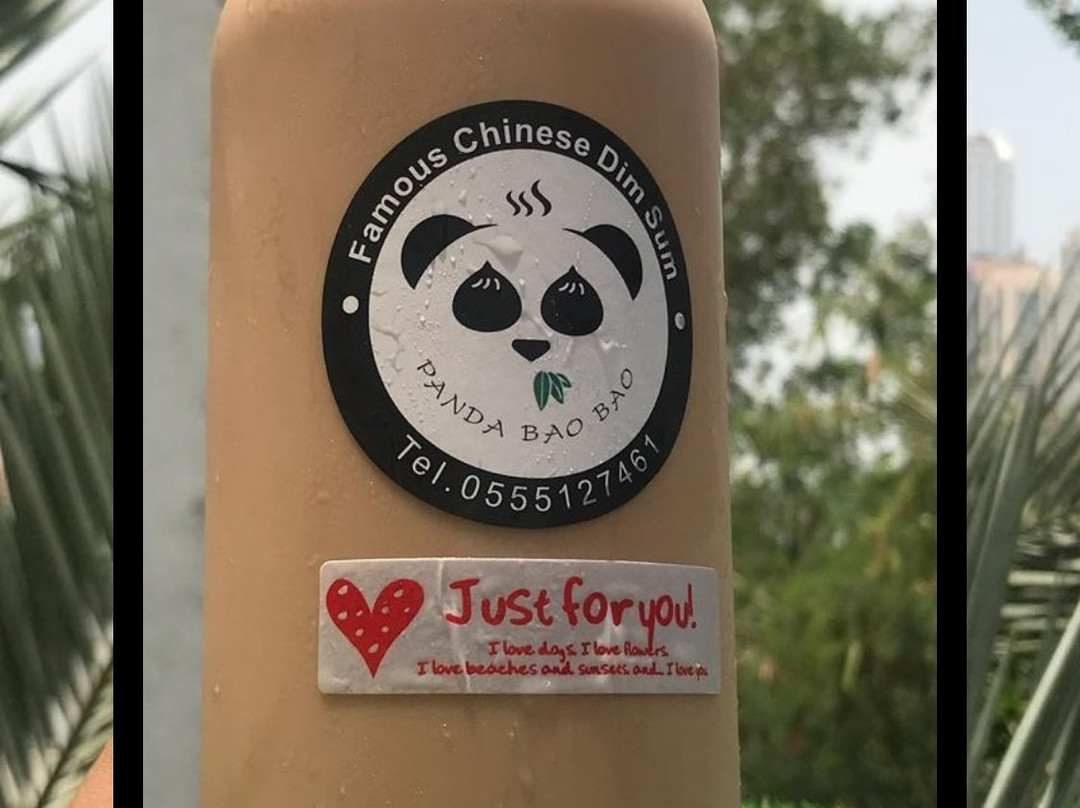 Famous Chinese Dim Sum
PANDA BAO BAO
Tel. 0555127461
Just for you!
I love days. I love flowers.
I love beaches and sunsets and.. I love you